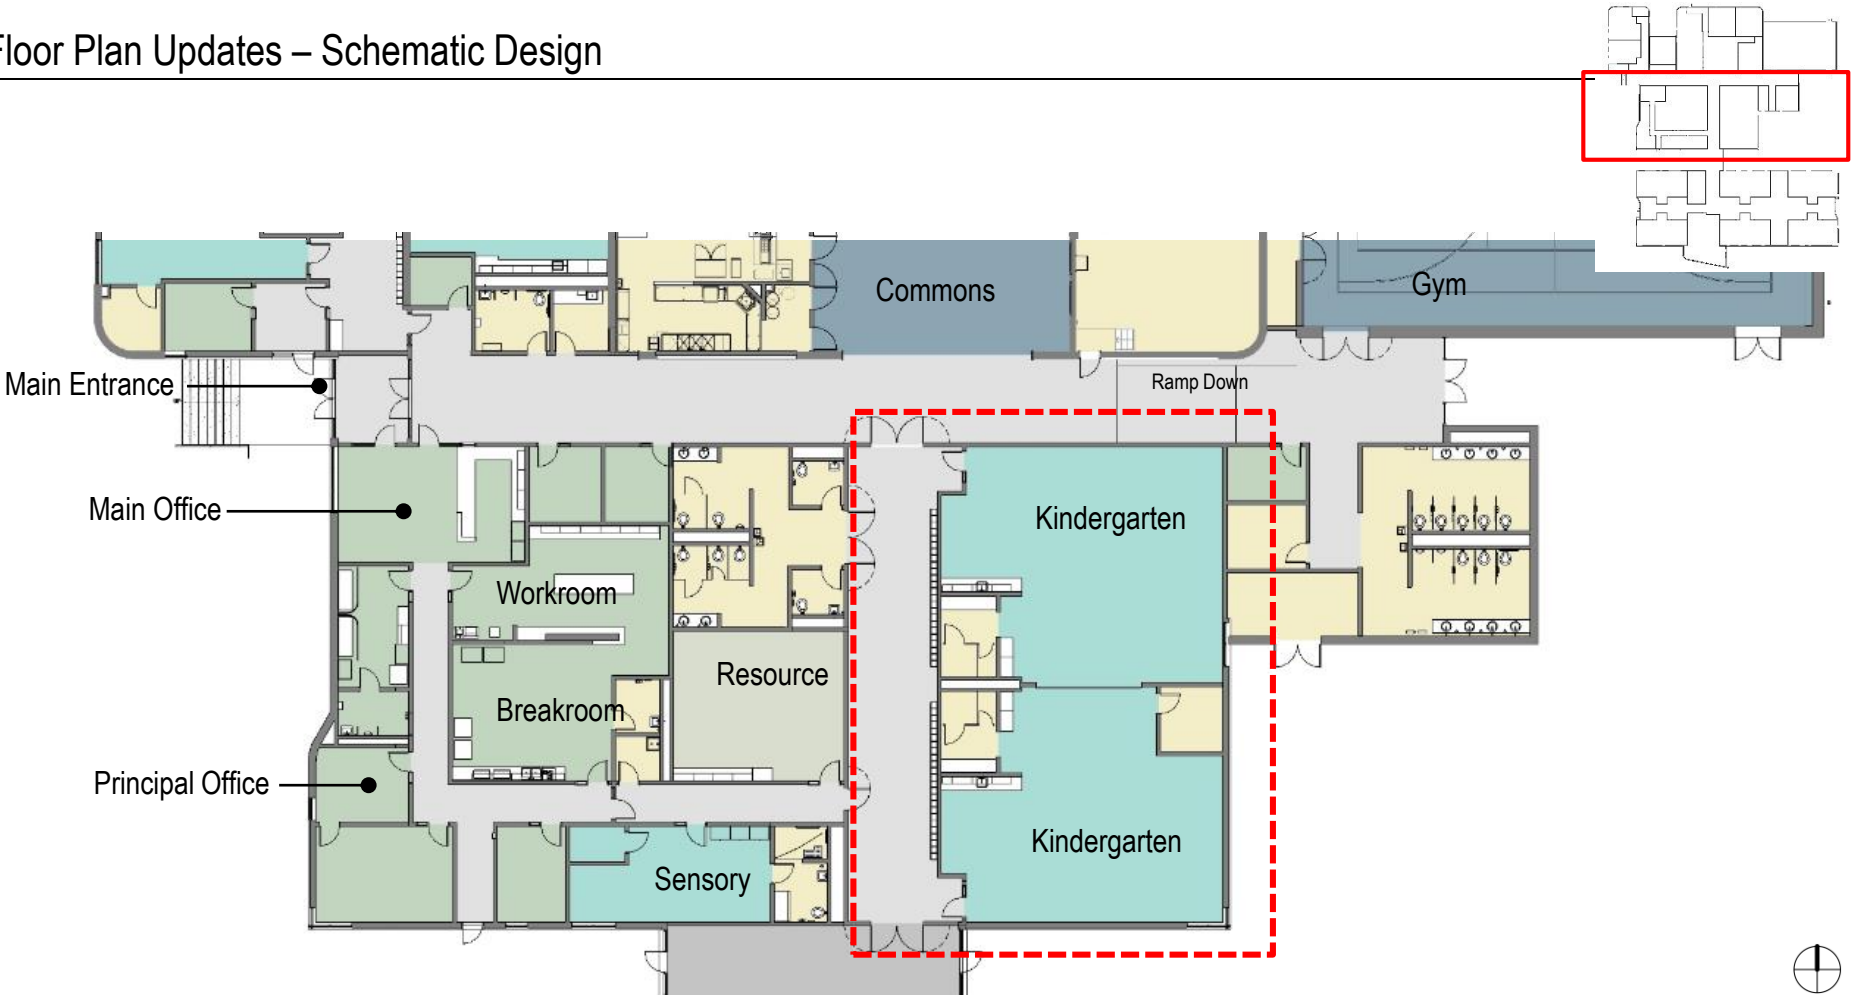 Floor Plan Updates – Schematic Design
Commons
Gym
Main Entrance
Ramp Down
Main Office
Kindergarten
Workroom
Resource
Breakroom
Principal Office
Kindergarten
Sensory